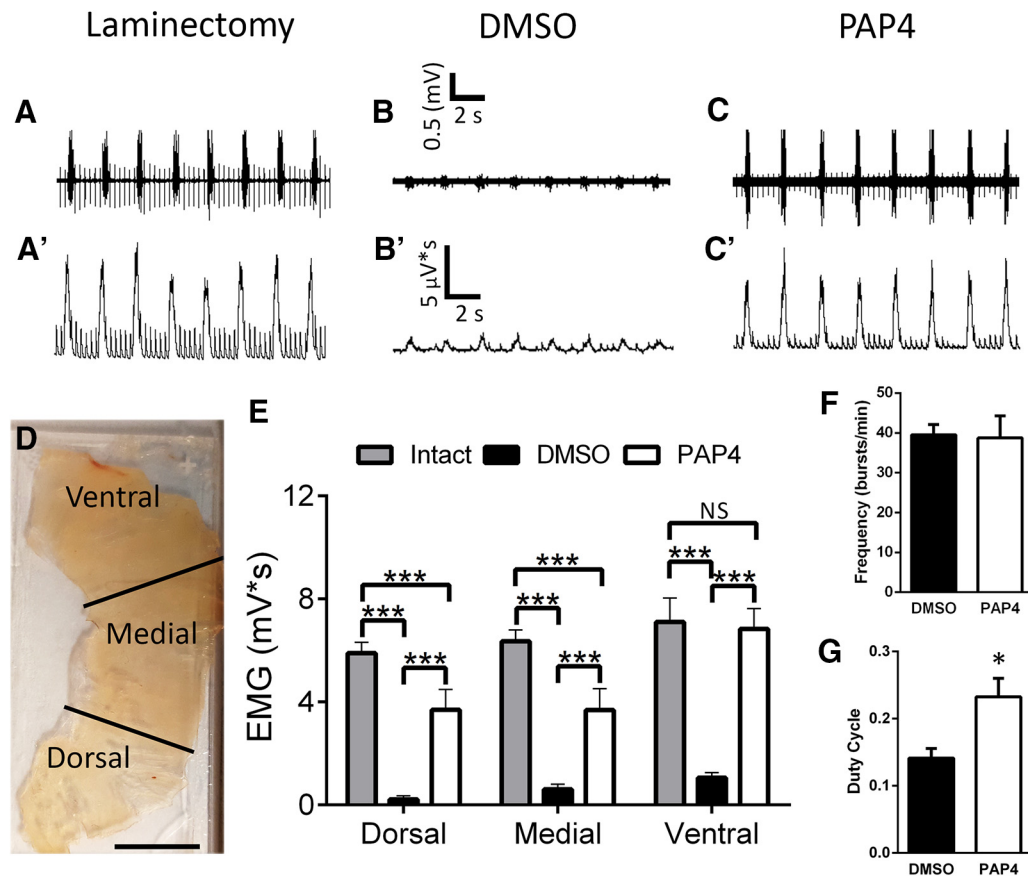 Laminectomy DMSO PAP4
A B C
0.5 (mV)
2 s
A' B' C'
5 µV*s
2 s
D
Ventral
Medial
Dorsal
E
Intact DMSO PAP4
EMG (mV*s)
12
8
4
0
*** *** ***
*** *** ***
NS
*** ***
Dorsal Medial Ventral
F
Frequency (bursts/min)
50
40
30
20
10
0
DMSO PAP4
G
Duty Cycle
0.3
0.2
0.1
0.0
*
DMSO PAP4